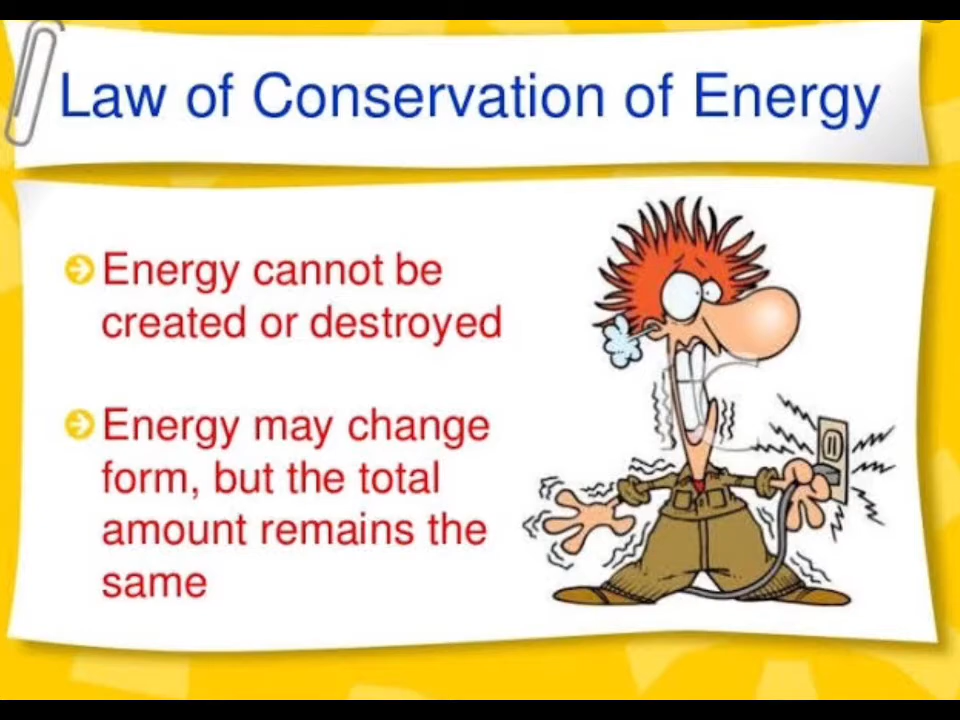 Law of Conservation of Energy
Energy cannot be
created or destroyed
Energy may change
form, but the total
amount remains the
same